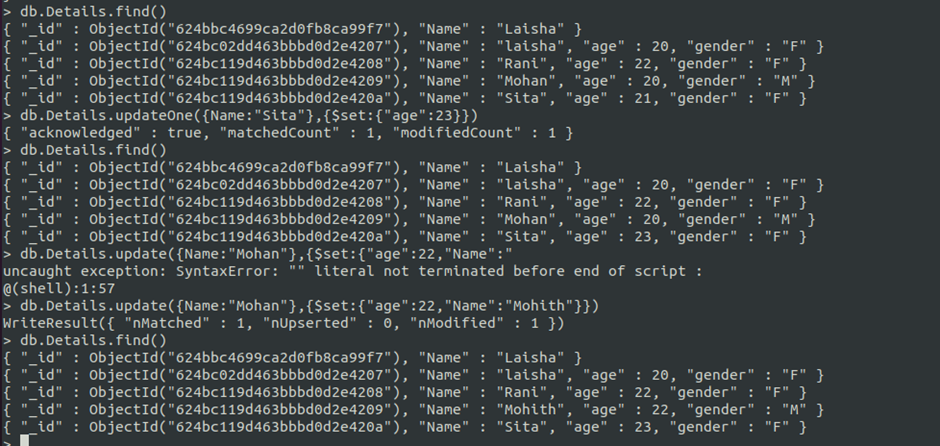 > db.Details.find()
{ "_id" : ObjectId("624bbc4699ca2d0fb8ca99f7"), "Name" : "Laisha" }
{ "_id" : ObjectId("624bc02dd463bbbd0d2e4207"), "Name" : "laisha", "age" : 20, "gender" : "F" }
{ "_id" : ObjectId("624bc119d463bbbd0d2e4208"), "Name" : "Rani", "age" : 22, "gender" : "F" }
{ "_id" : ObjectId("624bc119d463bbbd0d2e4209"), "Name" : "Mohan", "age" : 20, "gender" : "M" }
{ "_id" : ObjectId("624bc119d463bbbd0d2e420a"), "Name" : "Sita", "age" : 21, "gender" : "F" }
> db.Details.updateOne({Name:"Sita"},{$set:{"age":23}})
{ "acknowledged" : true, "matchedCount" : 1, "modifiedCount" : 1 }
> db.Details.find()
{ "_id" : ObjectId("624bbc4699ca2d0fb8ca99f7"), "Name" : "Laisha" }
{ "_id" : ObjectId("624bc02dd463bbbd0d2e4207"), "Name" : "laisha", "age" : 20, "gender" : "F" }
{ "_id" : ObjectId("624bc119d463bbbd0d2e4208"), "Name" : "Rani", "age" : 22, "gender" : "F" }
{ "_id" : ObjectId("624bc119d463bbbd0d2e4209"), "Name" : "Mohan", "age" : 20, "gender" : "M" }
{ "_id" : ObjectId("624bc119d463bbbd0d2e420a"), "Name" : "Sita", "age" : 23, "gender" : "F" }
> db.Details.update({Name:"Mohan"},{$set:{"age":22,"Name":"
uncaught exception: SyntaxError: "" literal not terminated before end of script :
@(shell):1:57
> db.Details.update({Name:"Mohan"},{$set:{"age":22,"Name":"Mohith"}})
WriteResult({ "nMatched" : 1, "nUpserted" : 0, "nModified" : 1 })
> db.Details.find()
{ "_id" : ObjectId("624bbc4699ca2d0fb8ca99f7"), "Name" : "Laisha" }
{ "_id" : ObjectId("624bc02dd463bbbd0d2e4207"), "Name" : "laisha", "age" : 20, "gender" : "F" }
{ "_id" : ObjectId("624bc119d463bbbd0d2e4208"), "Name" : "Rani", "age" : 22, "gender" : "F" }
{ "_id" : ObjectId("624bc119d463bbbd0d2e4209"), "Name" : "Mohith", "age" : 22, "gender" : "M" }
{ "_id" : ObjectId("624bc119d463bbbd0d2e420a"), "Name" : "Sita", "age" : 23, "gender" : "F" }
>